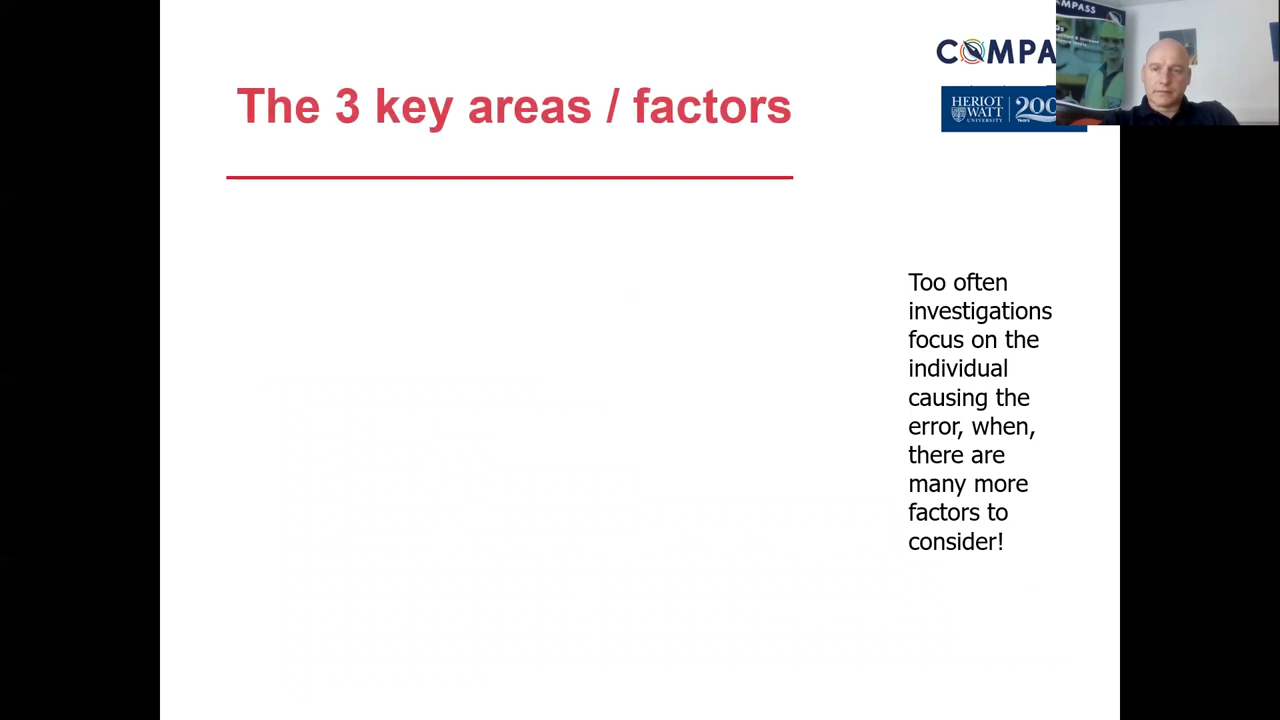 The 3 key areas / factors
COMPA
HERIOT
WATT
UNIVERSITY
200
Years
Too often
investigations
focus on the
individual
causing the
error, when,
there are
many more
factors to
consider!